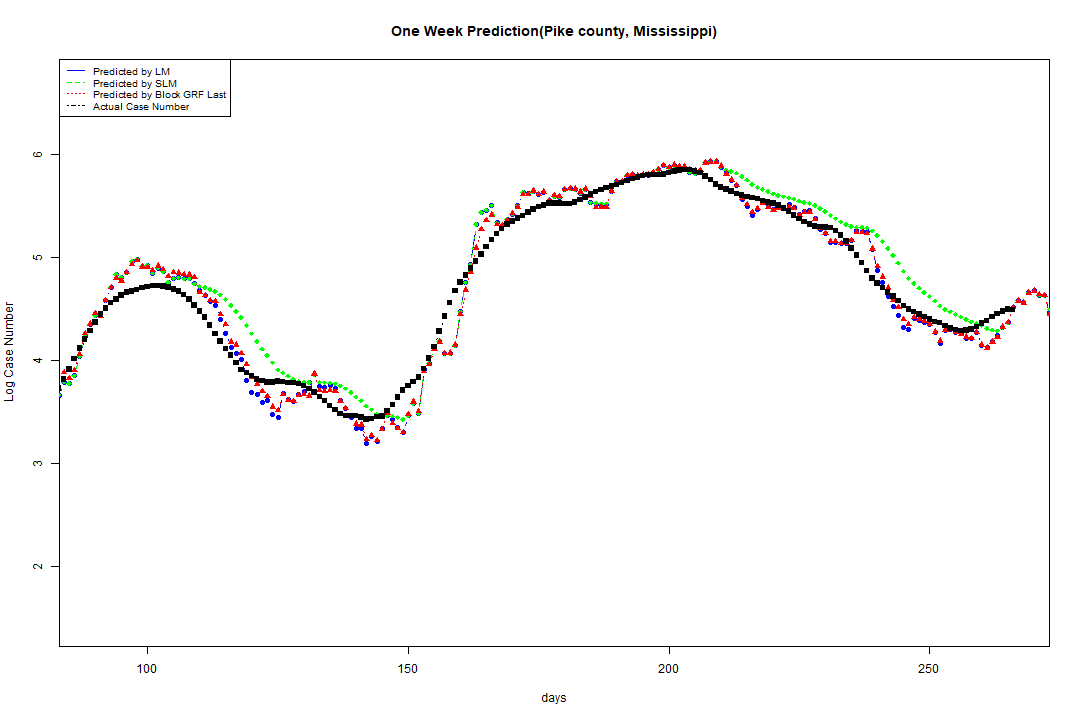 One Week Prediction(Pike county, Mississippi)
Predicted by LM
Predicted by SLM
Predicted by Block GRF Last
Actual Case Number
6
5
4
3
2
Log Case Number
100
150
200
250
days